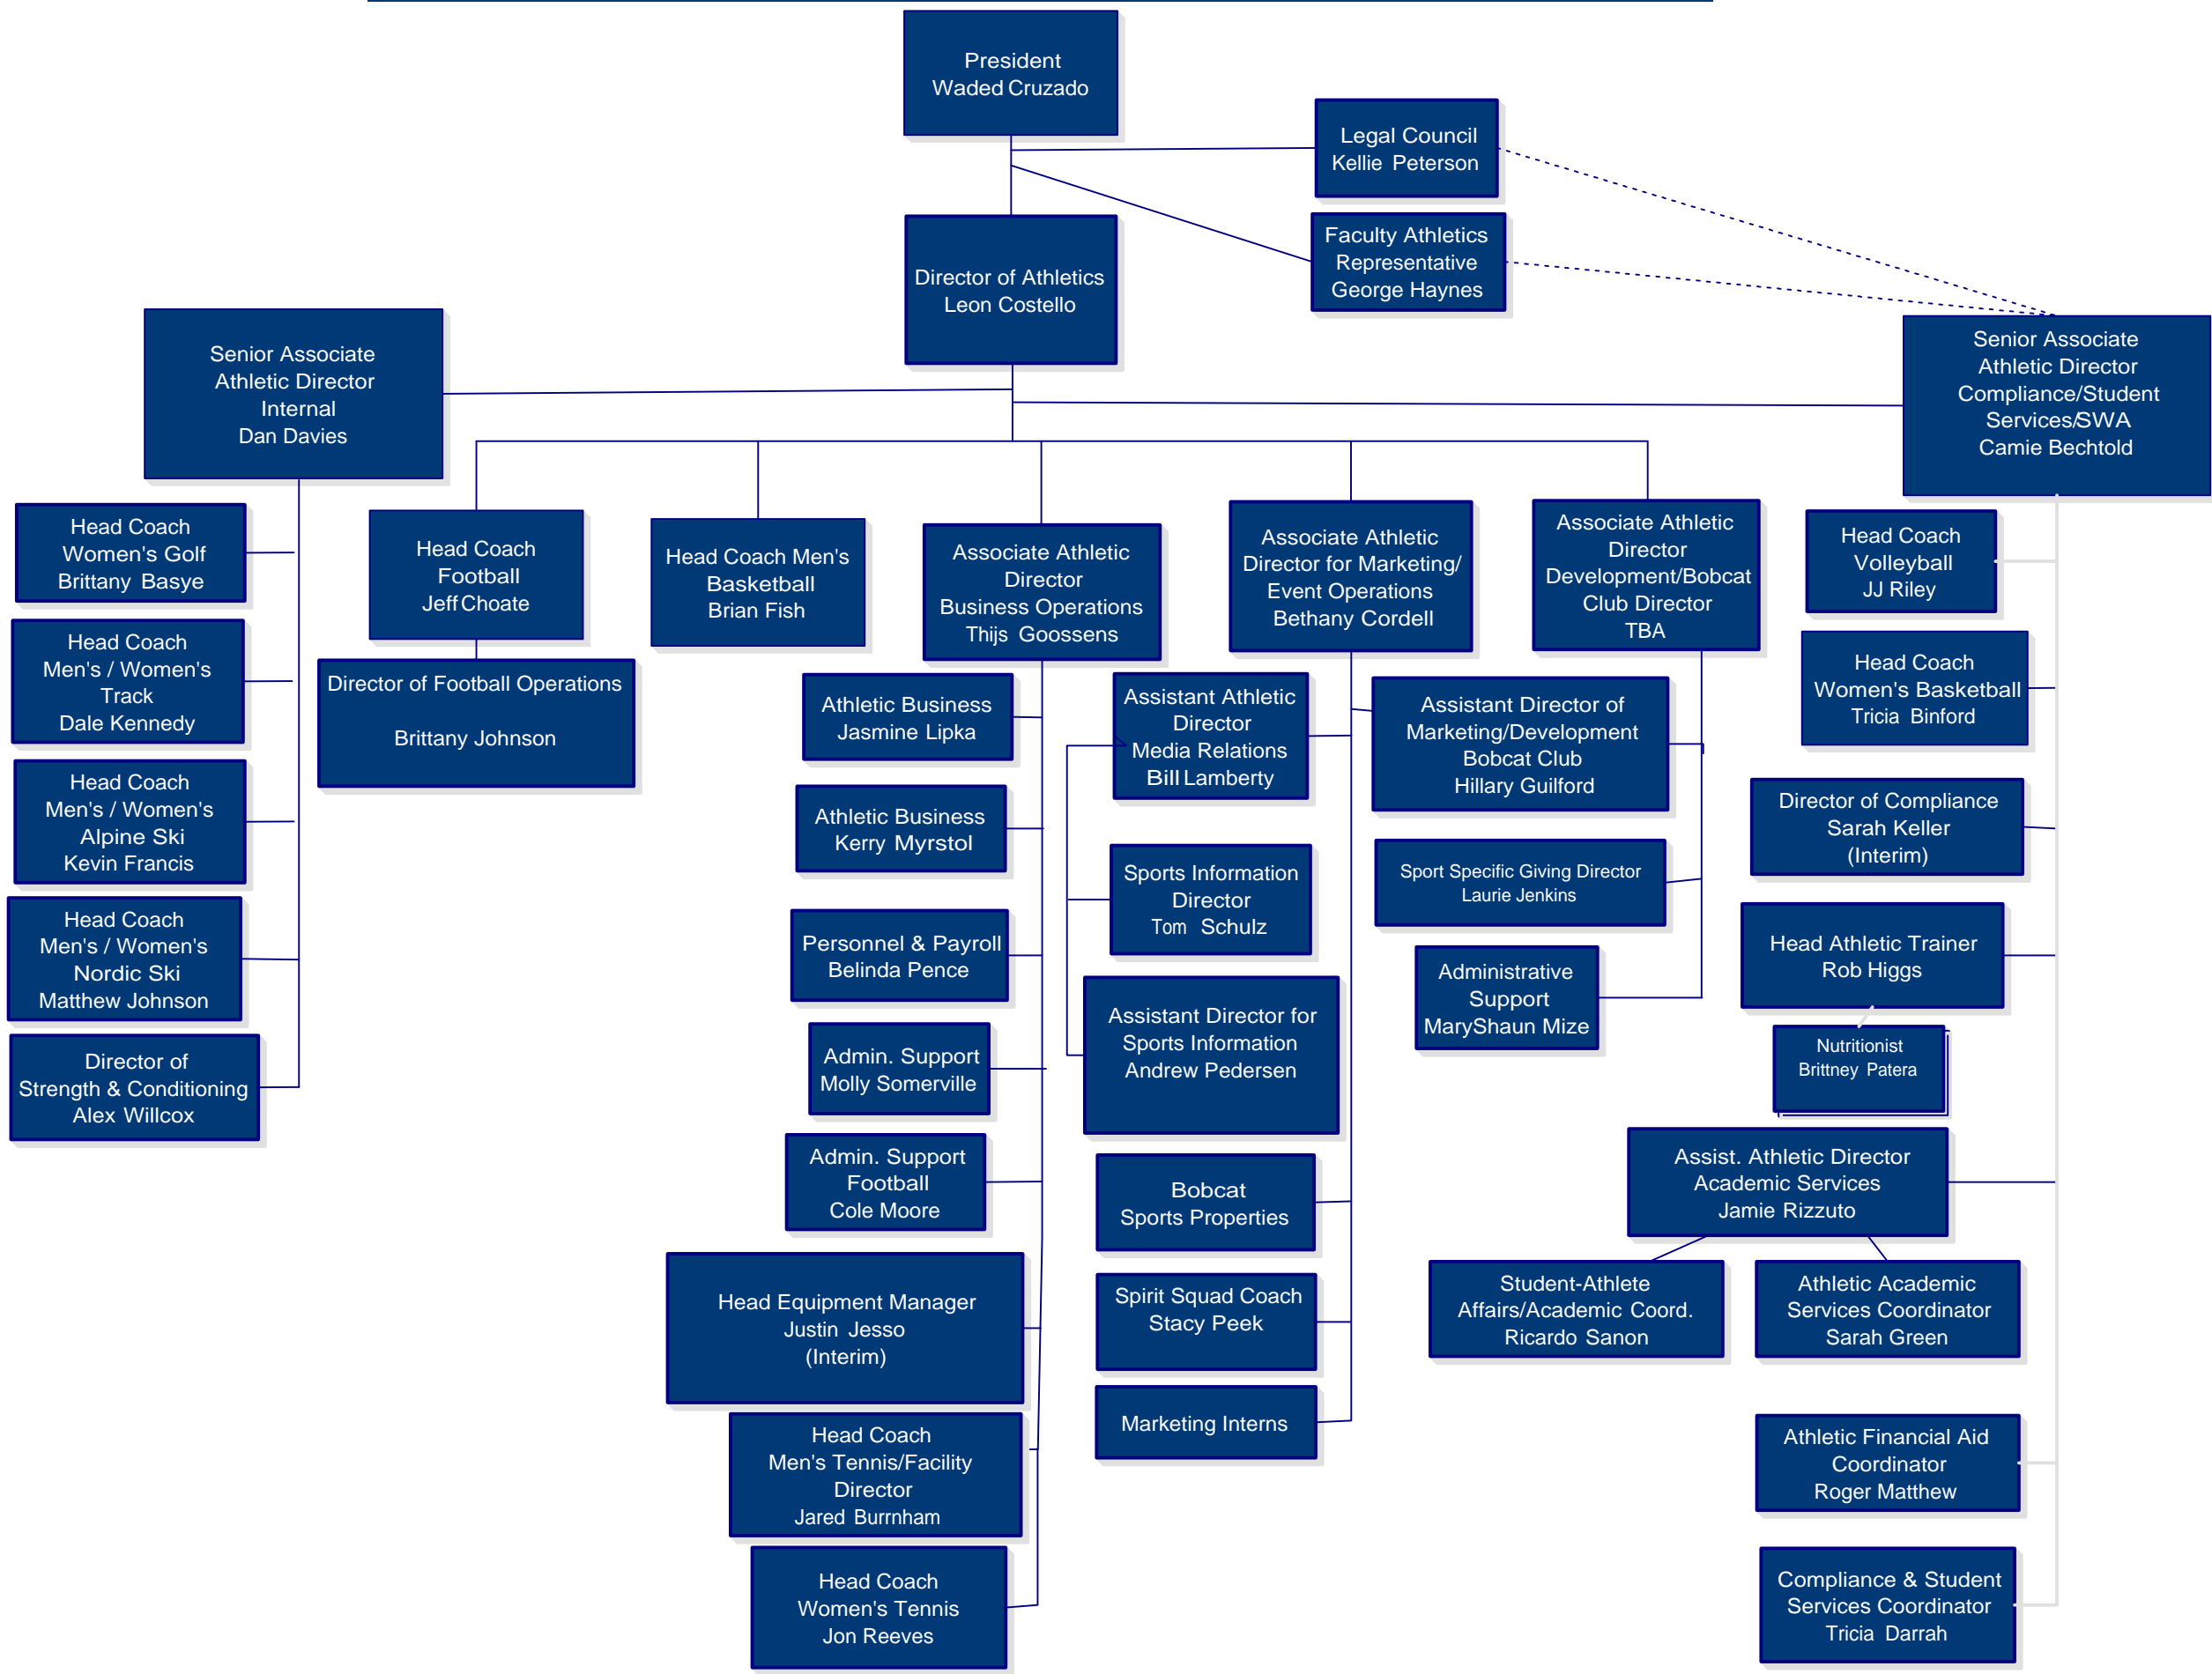 President
Waded Cruzado
Legal Council
Kellie Peterson
Faculty Athletics
Representative
George Haynes
Director of Athletics
Leon Costello
Senior Associate
Athletic Director
Internal
Dan Davies
Senior Associate
Athletic Director
Compliance/Student
Services/SWA
Camie Bechtold
Head Coach
Women's Golf
Brittany Basye
Head Coach
Men's / Women's
Track
Dale Kennedy
Head Coach
Men's / Women's
Alpine Ski
Kevin Francis
Head Coach
Men's / Women's
Nordic Ski
Matthew Johnson
Director of
Strength & Conditioning
Alex Willcox
Head Coach
Football
Jeff Choate
Director of Football Operations
Brittany Johnson
Head Coach Men's
Basketball
Brian Fish
Associate Athletic
Director
Business Operations
Thijs Goossens
Athletic Business
Jasmine Lipka
Athletic Business
Kerry Myrstol
Personnel & Payroll
Belinda Pence
Admin. Support
Molly Somerville
Admin. Support
Football
Cole Moore
Head Equipment Manager
Justin Jesso
(Interim)
Head Coach
Men's Tennis/Facility
Director
Jared Burrnham
Head Coach
Women's Tennis
Jon Reeves
Associate Athletic
Director for Marketing/
Event Operations
Bethany Cordell
Assistant Athletic
Director
Media Relations
Bill Lamberty
Sports Information
Director
Tom Schulz
Assistant Director for
Sports Information
Andrew Pedersen
Bobcat
Sports Properties
Spirit Squad Coach
Stacy Peek
Marketing Interns
Associate Athletic
Director
Development/Bobcat
Club Director
TBA
Assistant Director of
Marketing/Development
Bobcat Club
Hillary Guilford
Sport Specific Giving Director
Laurie Jenkins
Administrative
Support
MaryShaun Mize
Head Coach
Volleyball
JJ Riley
Head Coach
Women's Basketball
Tricia Binford
Director of Compliance
Sarah Keller
(Interim)
Head Athletic Trainer
Rob Higgs
Nutritionist
Brittney Patera
Assist. Athletic Director
Academic Services
Jamie Rizzuto
Student-Athlete
Affairs/Academic Coord.
Ricardo Sanon
Athletic Academic
Services Coordinator
Sarah Green
Athletic Financial Aid
Coordinator
Roger Matthew
Compliance & Student
Services Coordinator
Tricia Darrah